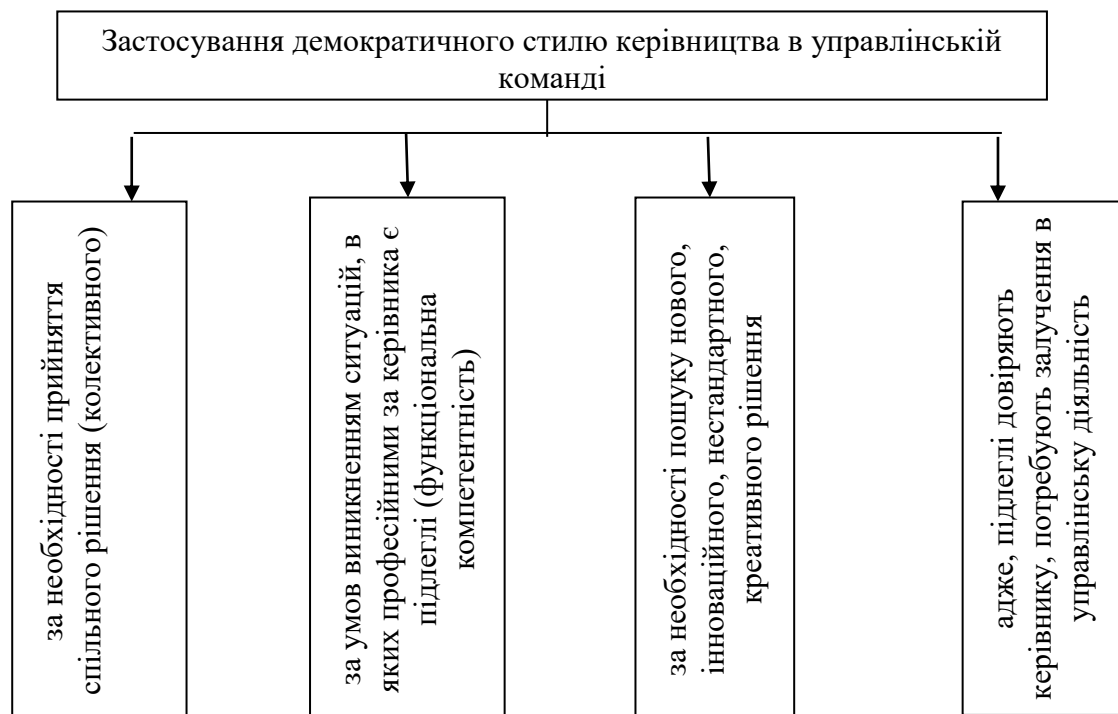 Застосування демократичного стилю керівництва в управлінській
команді
за необхідності прийняття
спільного рішення (колективного)
за умов виникненням ситуацій, в
яких професійними за керівника є
підлеглі (функціональна
компетентність)
за необхідності пошуку нового,
інноваційного, нестандартного,
креативного рішення
адже, підлеглі довіряють
керівнику, потребують залучення в
управлінську діяльність